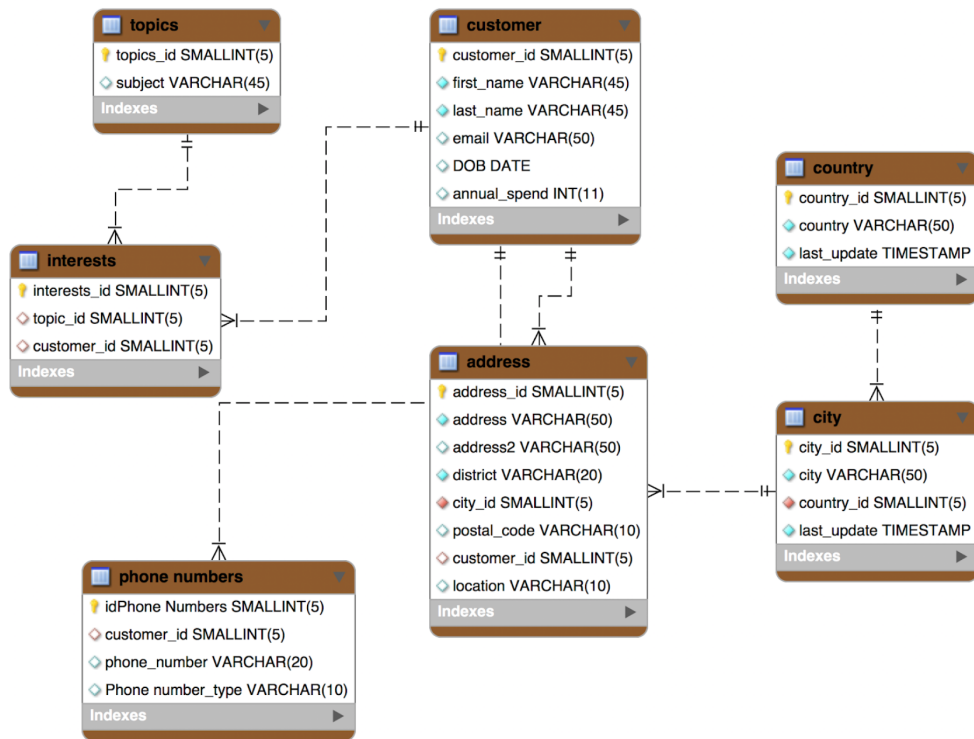 topics
topics_id SMALLINT(5)
subject VARCHAR(45)
Indexes
customer
customer_id SMALLINT(5)
first_name VARCHAR(45)
last_name VARCHAR(45)
email VARCHAR(50)
DOB DATE
annual_spend INT(11)
Indexes
country
country_id SMALLINT(5)
country VARCHAR(50)
last_update TIMESTAMP
Indexes
interests
interests_id SMALLINT(5)
topic_id SMALLINT(5)
customer_id SMALLINT(5)
Indexes
address
address_id SMALLINT(5)
address VARCHAR(50)
address2 VARCHAR(50)
district VARCHAR(20)
city_id SMALLINT(5)
postal_code VARCHAR(10)
customer_id SMALLINT(5)
location VARCHAR(10)
Indexes
city
city_id SMALLINT(5)
city VARCHAR(50)
country_id SMALLINT(5)
last_update TIMESTAMP
Indexes
phone numbers
idPhone Numbers SMALLINT(5)
customer_id SMALLINT(5)
phone_number VARCHAR(20)
Phone number_type VARCHAR(10)
Indexes